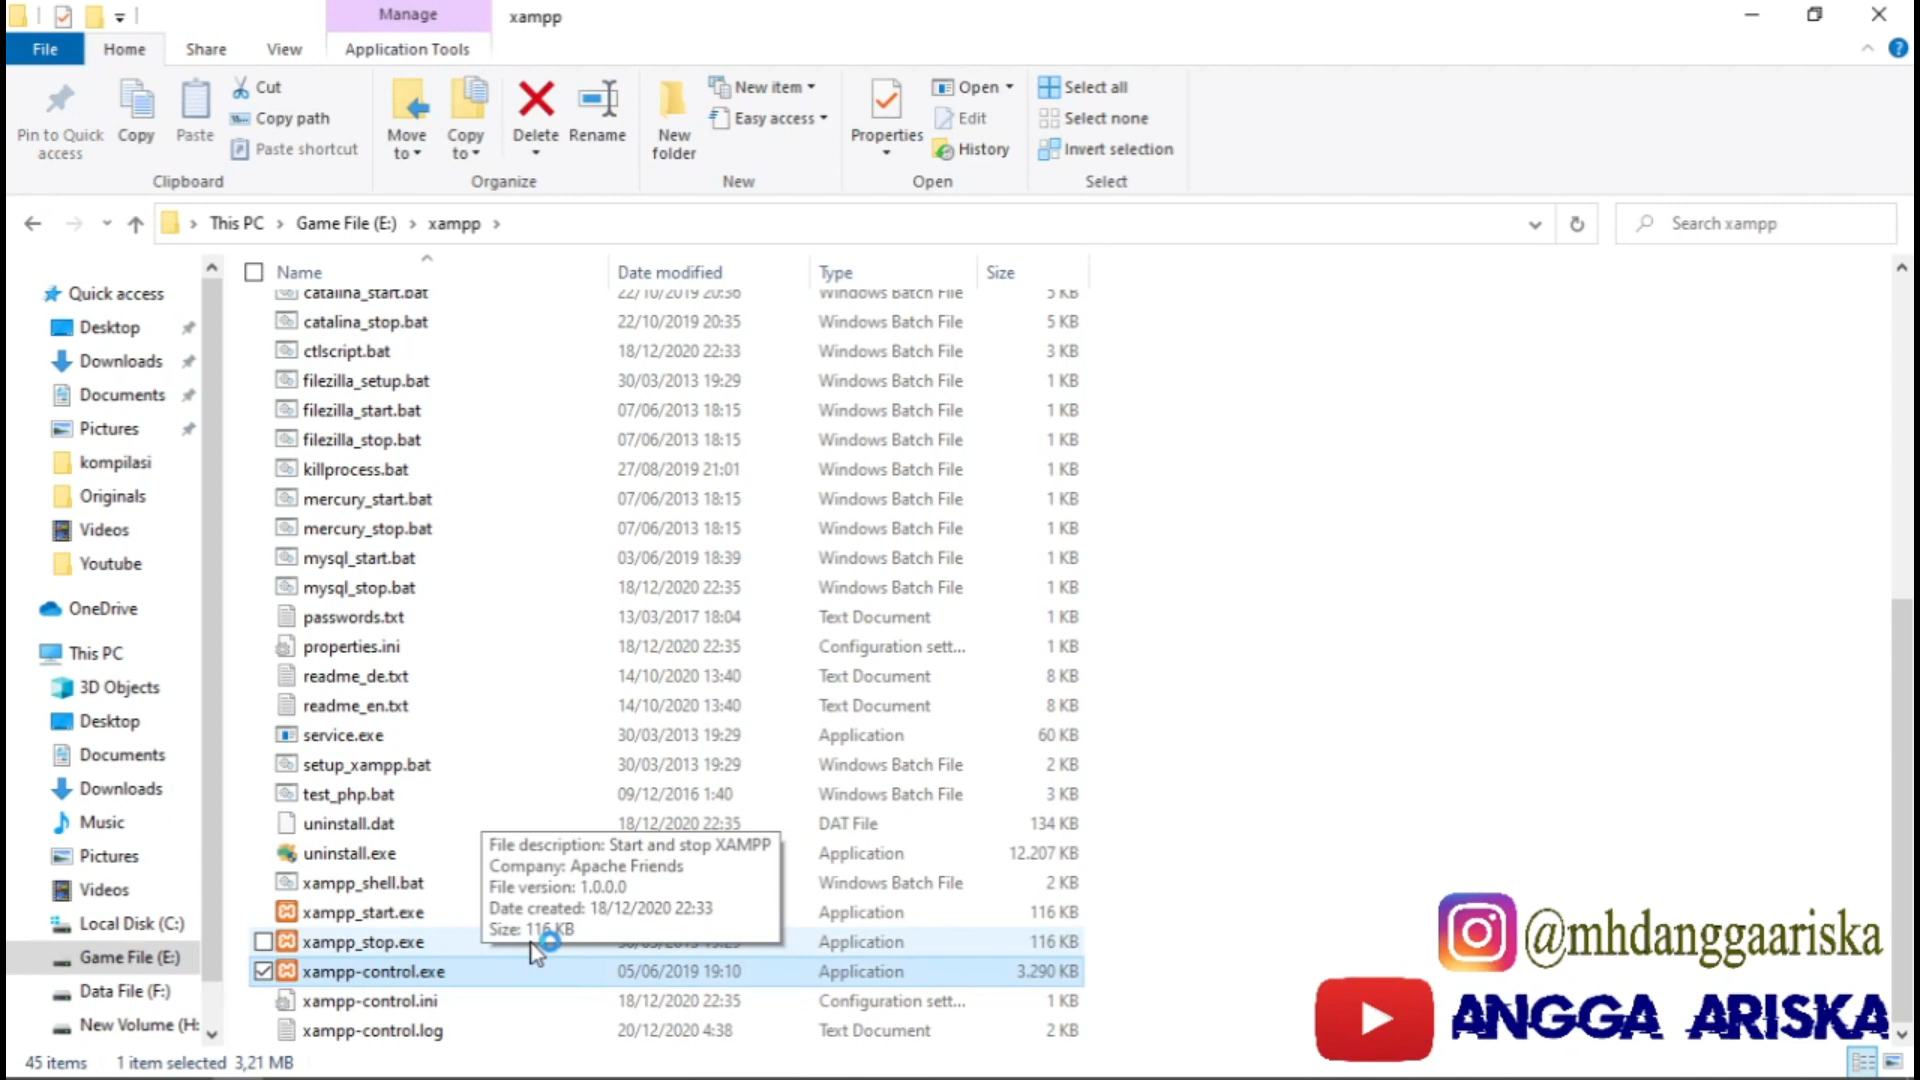 Manage
xampp
File
Home
Share
View
Application Tools
Pin to Quick access
Copy
Paste
Cut
Copy path
Paste shortcut
Clipboard
Move to
Copy to
Delete
Rename
Organize
New folder
New item
Easy access
New
Properties
Open
Edit
History
Open
Select all
Select none
Invert selection
Select
This PC > Game File (E:) > xampp >
Search xampp
Quick access
Desktop
Downloads
Documents
Pictures
kompilasi
Originals
Videos
Youtube
OneDrive
This PC
3D Objects
Desktop
Documents
Downloads
Music
Pictures
Videos
Local Disk (C:)
Game File (E:)
Data File (F:)
New Volume (H:
Name Date modified Type Size
catalina_start.bat 22/10/2019 20:36 Windows Batch File 5 KB
catalina_stop.bat 22/10/2019 20:35 Windows Batch File 5 KB
ctlscript.bat 18/12/2020 22:33 Windows Batch File 3 KB
filezilla_setup.bat 30/03/2013 19:29 Windows Batch File 1 KB
filezilla_start.bat 07/06/2013 18:15 Windows Batch File 1 KB
filezilla_stop.bat 07/06/2013 18:15 Windows Batch File 1 KB
killprocess.bat 27/08/2019 21:01 Windows Batch File 1 KB
mercury_start.bat 07/06/2013 18:15 Windows Batch File 1 KB
mercury_stop.bat 07/06/2013 18:15 Windows Batch File 1 KB
mysql_start.bat 03/06/2019 18:39 Windows Batch File 1 KB
mysql_stop.bat 18/12/2020 22:35 Windows Batch File 1 KB
passwords.txt 13/03/2017 18:04 Text Document 1 KB
properties.ini 18/12/2020 22:35 Configuration sett... 1 KB
readme_de.txt 14/10/2020 13:40 Text Document 8 KB
readme_en.txt 14/10/2020 13:40 Text Document 8 KB
service.exe 30/03/2013 19:29 Application 60 KB
setup_xampp.bat 30/03/2013 19:29 Windows Batch File 2 KB
test_php.bat 09/12/2016 1:40 Windows Batch File 3 KB
uninstall.dat 18/12/2020 22:35 DAT File 134 KB
uninstall.exe Application 12.207 KB
xampp_shell.bat Windows Batch File 2 KB
xampp_start.exe Application 116 KB
xampp_stop.exe Application 116 KB
xampp-control.exe 05/06/2019 19:10 Application 3.290 KB
xampp-control.ini 18/12/2020 22:35 Configuration sett... 1 KB
xampp-control.log 20/12/2020 4:38 Text Document 2 KB
File description: Start and stop XAMPP
Company: Apache Friends
File version: 1.0.0.0
Date created: 18/12/2020 22:33
Size: 116 KB
45 items 1 item selected 3,21 MB
@mhdanggaariska
ANGGA ARISKA